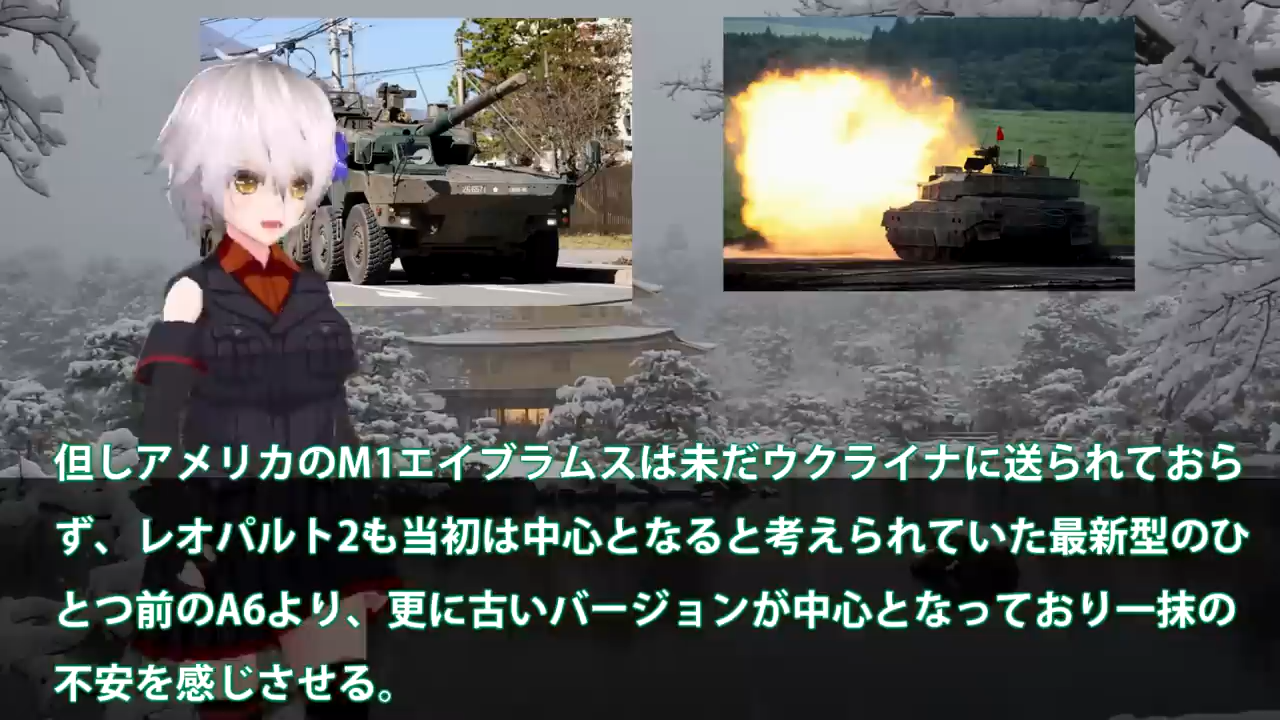 但しアメリカのM1エイブラムスは未だウクライナに送られておら
ず、レオパルト2も当初は中心となると考えられていた最新型のひ
とつ前のA6より、更に古いバージョンが中心となっており一抹の
不安を感じさせる。